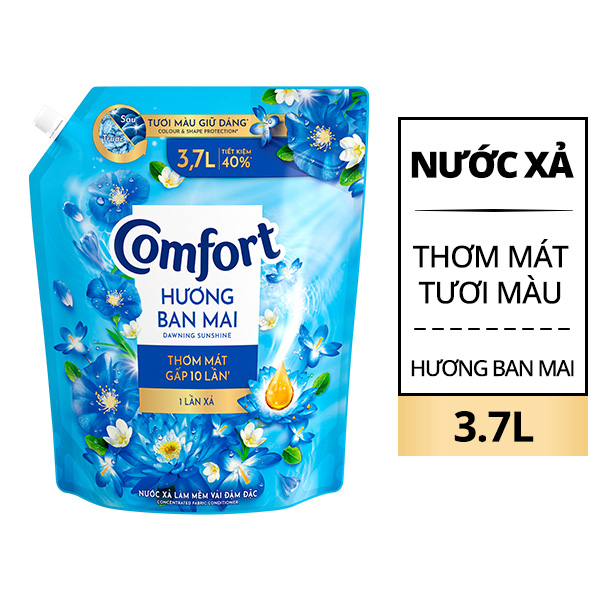 Sau
Trước
TƯƠI MÀU GIỮ DÁNG*
COLOUR & SHAPE PROTECTION*
3,7L
TIẾT KIỆM
40%*
Comfort
HƯƠNG
BAN MAI
DAWNING SUNSHINE
THƠM MÁT
GẤP 10 LẦN*
1 LẦN XẢ
NƯỚC XẢ LÀM MỀM VẢI ĐẬM ĐẶC
CONCENTRATED FABRIC CONDITIONER
NƯỚC XẢ
THƠM MÁT
TƯƠI MÀU
HƯƠNG BAN MAI
3.7L